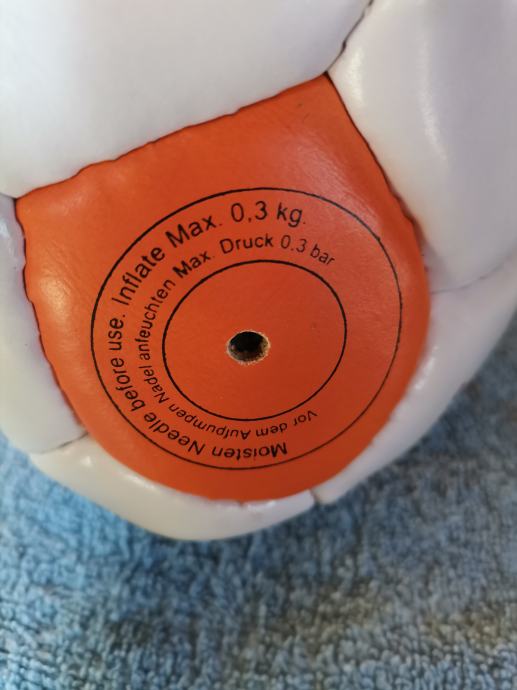 Moisten Needle before use. Inflate Max. 0,3 kg.
Vor dem Aufpumpen Nadel anfeuchten Max. Druck 0.3 bar